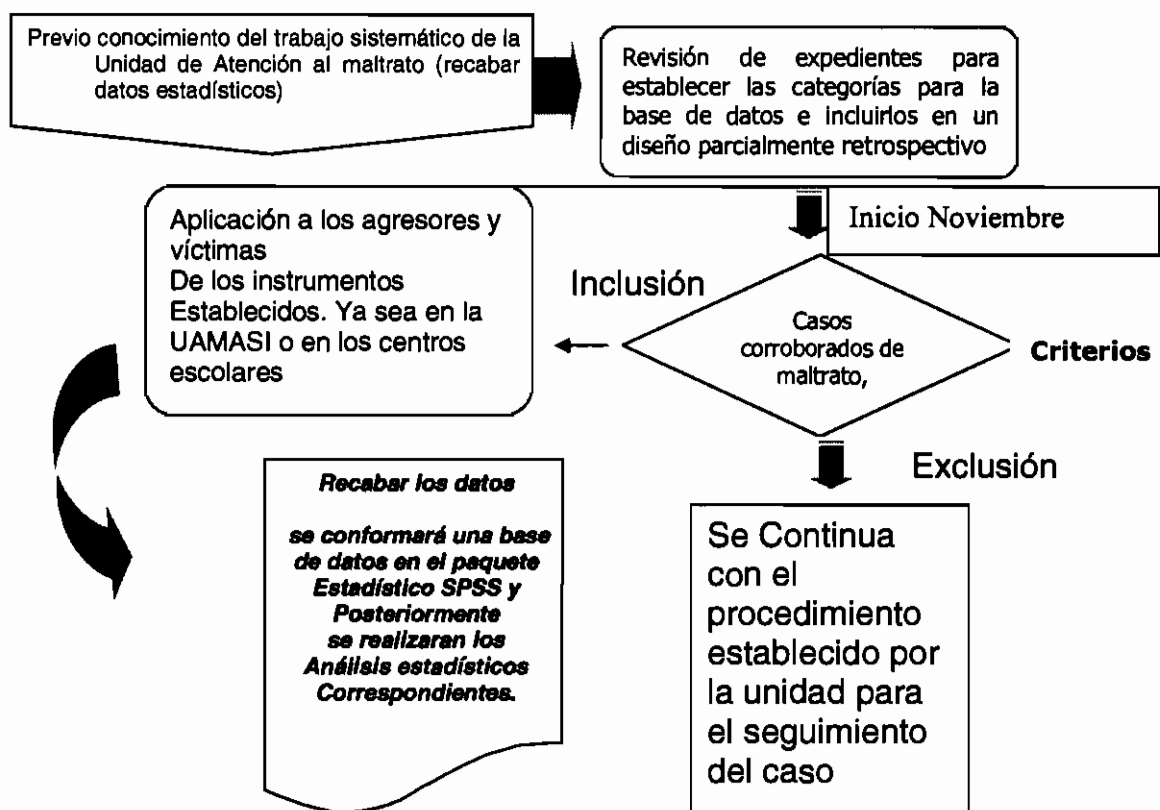 Previo conocimiento del trabajo sistemático de la
Unidad de Atención al maltrato (recabar
datos estadísticos)
Revisión de expedientes para
establecer las categorías para la
base de datos e incluirlos en un
diseño parcialmente retrospectivo
Inicio Noviembre
Aplicación a los agresores y
víctimas
De los instrumentos
Establecidos. Ya sea en la
UAMASI o en los centros
escolares
Inclusión
Casos
corroborados de
maltrato,
Criterios
Exclusión
Recabar los datos
se conformará una base
de datos en el paquete
Estadístico SPSS y
Posteriormente
se realizaran los
Análisis estadísticos
Correspondientes.
Se Continua
con el
procedimiento
establecido por
la unidad para
el seguimiento
del caso